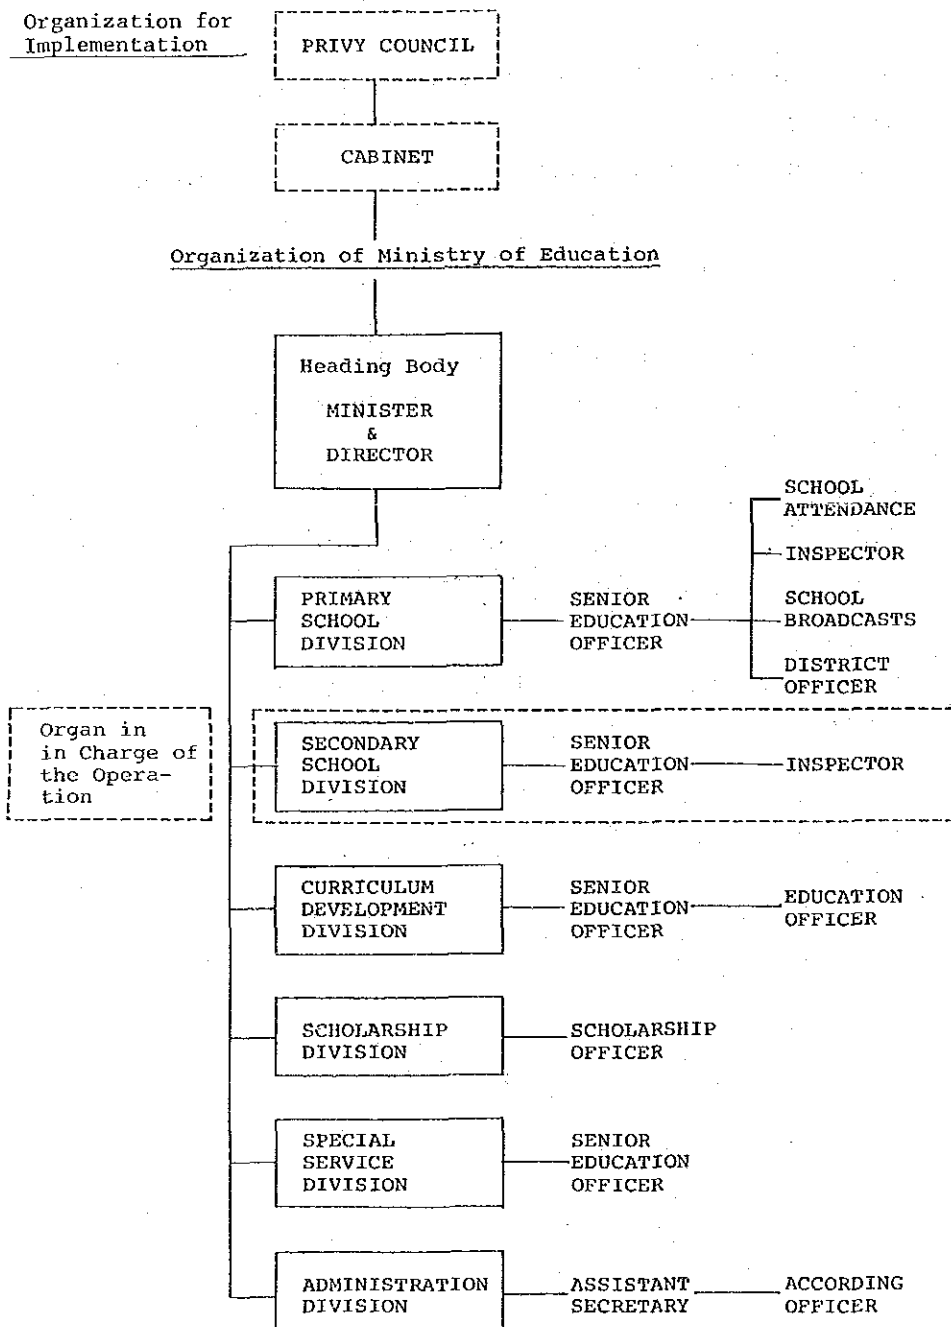 Organization for
Implementation
PRIVY COUNCIL
CABINET
Organization of Ministry of Education
Heading Body
MINISTER
&
DIRECTOR
PRIMARY
SCHOOL
DIVISION
SENIOR
EDUCATION
OFFICER
SCHOOL
ATTENDANCE
INSPECTOR
SCHOOL
BROADCASTS
DISTRICT
OFFICER
Organ in
in Charge of
the Opera-
tion
SECONDARY
SCHOOL
DIVISION
SENIOR
EDUCATION
OFFICER
INSPECTOR
CURRICULUM
DEVELOPMENT
DIVISION
SENIOR
EDUCATION
OFFICER
EDUCATION
OFFICER
SCHOLARSHIP
DIVISION
SCHOLARSHIP
OFFICER
SPECIAL
SERVICE
DIVISION
SENIOR
EDUCATION
OFFICER
ADMINISTRATION
DIVISION
ASSISTANT
SECRETARY
ACCORDING
OFFICER